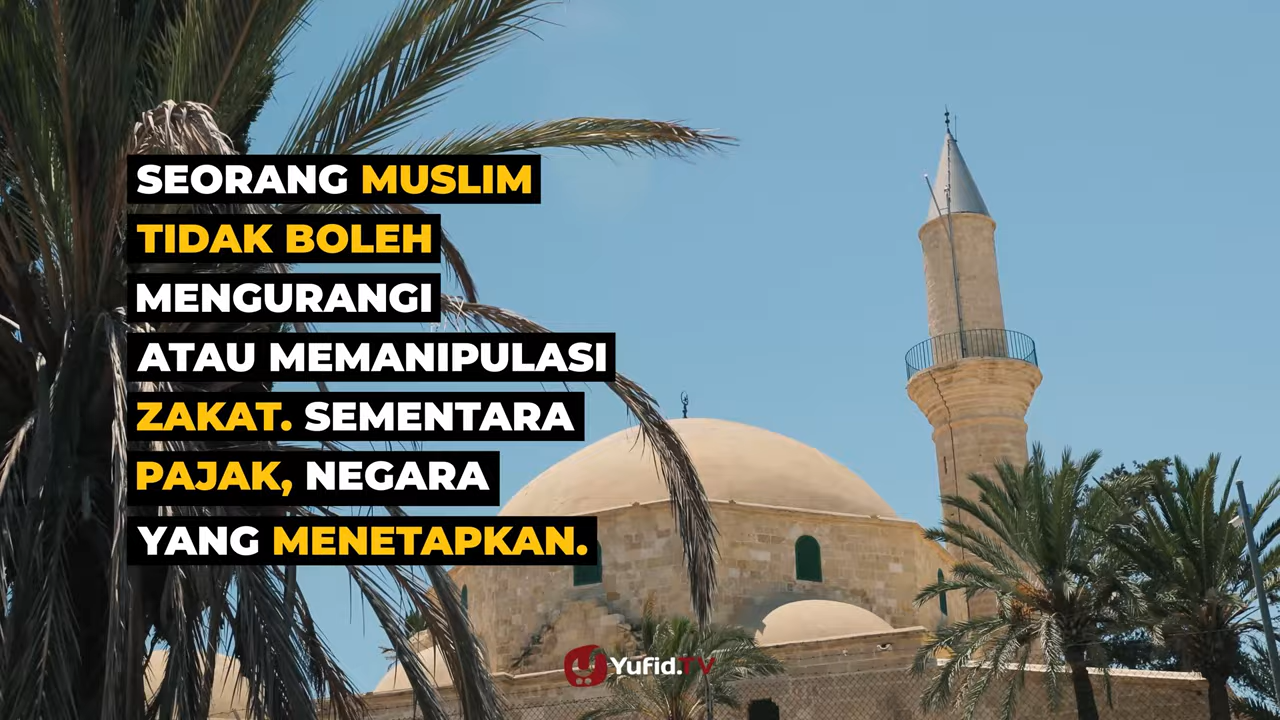 SEORANG MUSLIM
TIDAK BOLEH
MENGURANGI
ATAU MEMANIPULASI
ZAKAT. SEMENTARA
PAJAK, NEGARA
YANG MENETAPKAN.
Yufid.TV